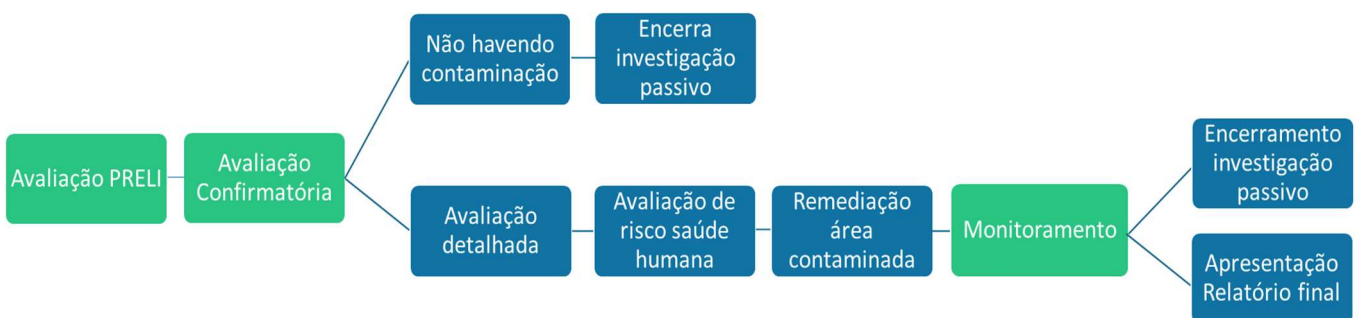 Avaliação PRELI
Avaliação
Confirmatória
Não havendo
contaminação
Encerra
investigação
passivo
Avaliação
detalhada
Avaliação de
risco saúde
humana
Remediação
área
contaminada
Monitoramento
Encerramento
investigação
passivo
Apresentação
Relatório final